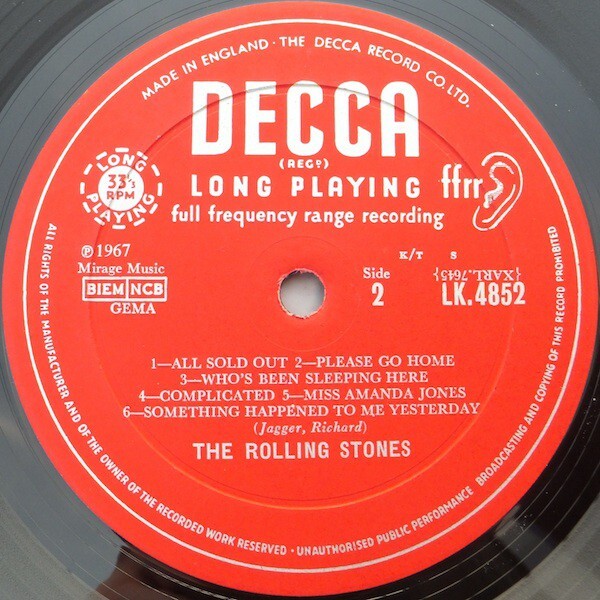 MADE IN ENGLAND · THE DECCA RECORD CO. LTD.
DECCA
(REGD)
LONG PLAYING
ffrr
full frequency range recording
LONG PLAYING
33⅓
RPM
℗ 1967
Mirage Music
BIEM NCB
GEMA
K/T S
Side
2
{XARL.7645}
LK.4852
1—ALL SOLD OUT 2—PLEASE GO HOME
3—WHO'S BEEN SLEEPING HERE
4—COMPLICATED 5—MISS AMANDA JONES
6—SOMETHING HAPPENED TO ME YESTERDAY
(Jagger, Richard)
THE ROLLING STONES
ALL RIGHTS OF THE MANUFACTURER AND OF THE OWNER OF THE RECORDED WORK RESERVED · UNAUTHORISED PUBLIC PERFORMANCE BROADCASTING AND COPYING OF THIS RECORD PROHIBITED